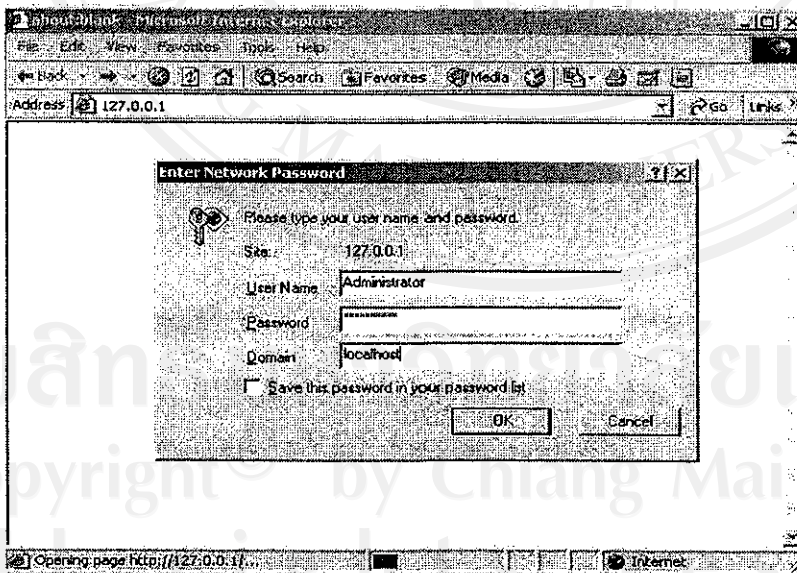 about:blank - Microsoft Internet Explorer
File Edit View Favorites Tools Help
Back Search Favorites Media
Address 127.0.0.1 Go Links »
Enter Network Password
Please type your user name and password.
Site: 127.0.0.1
User Name Administrator
Password ************
Domain localhost
Save this password in your password list
OK Cancel
Copyright © by Chiang Mai
Opening page http://127.0.0.1/... Internet